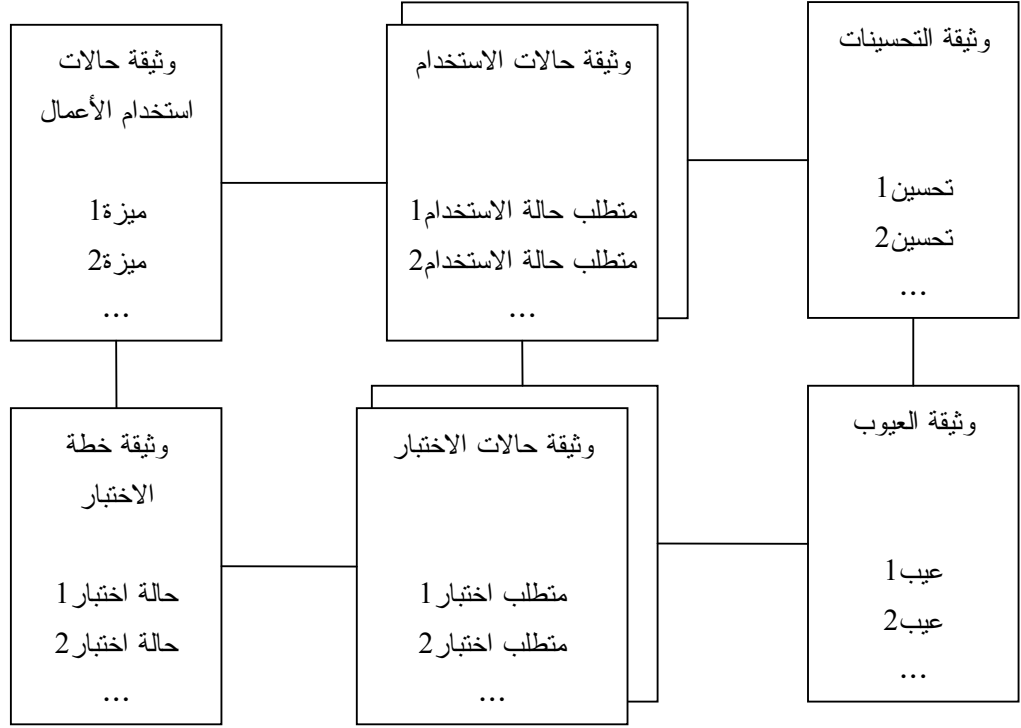 وثيقة التحسينات
تحسين1
تحسين2
...
وثيقة حالات الاستخدام
متطلب حالة الاستخدام1
متطلب حالة الاستخدام2
...
وثيقة حالات
استخدام الأعمال
ميزة1
ميزة2
...
وثيقة العيوب
عيب1
عيب2
...
وثيقة حالات الاختبار
متطلب اختبار1
متطلب اختبار2
...
وثيقة خطة
الاختبار
حالة اختبار1
حالة اختبار2
...